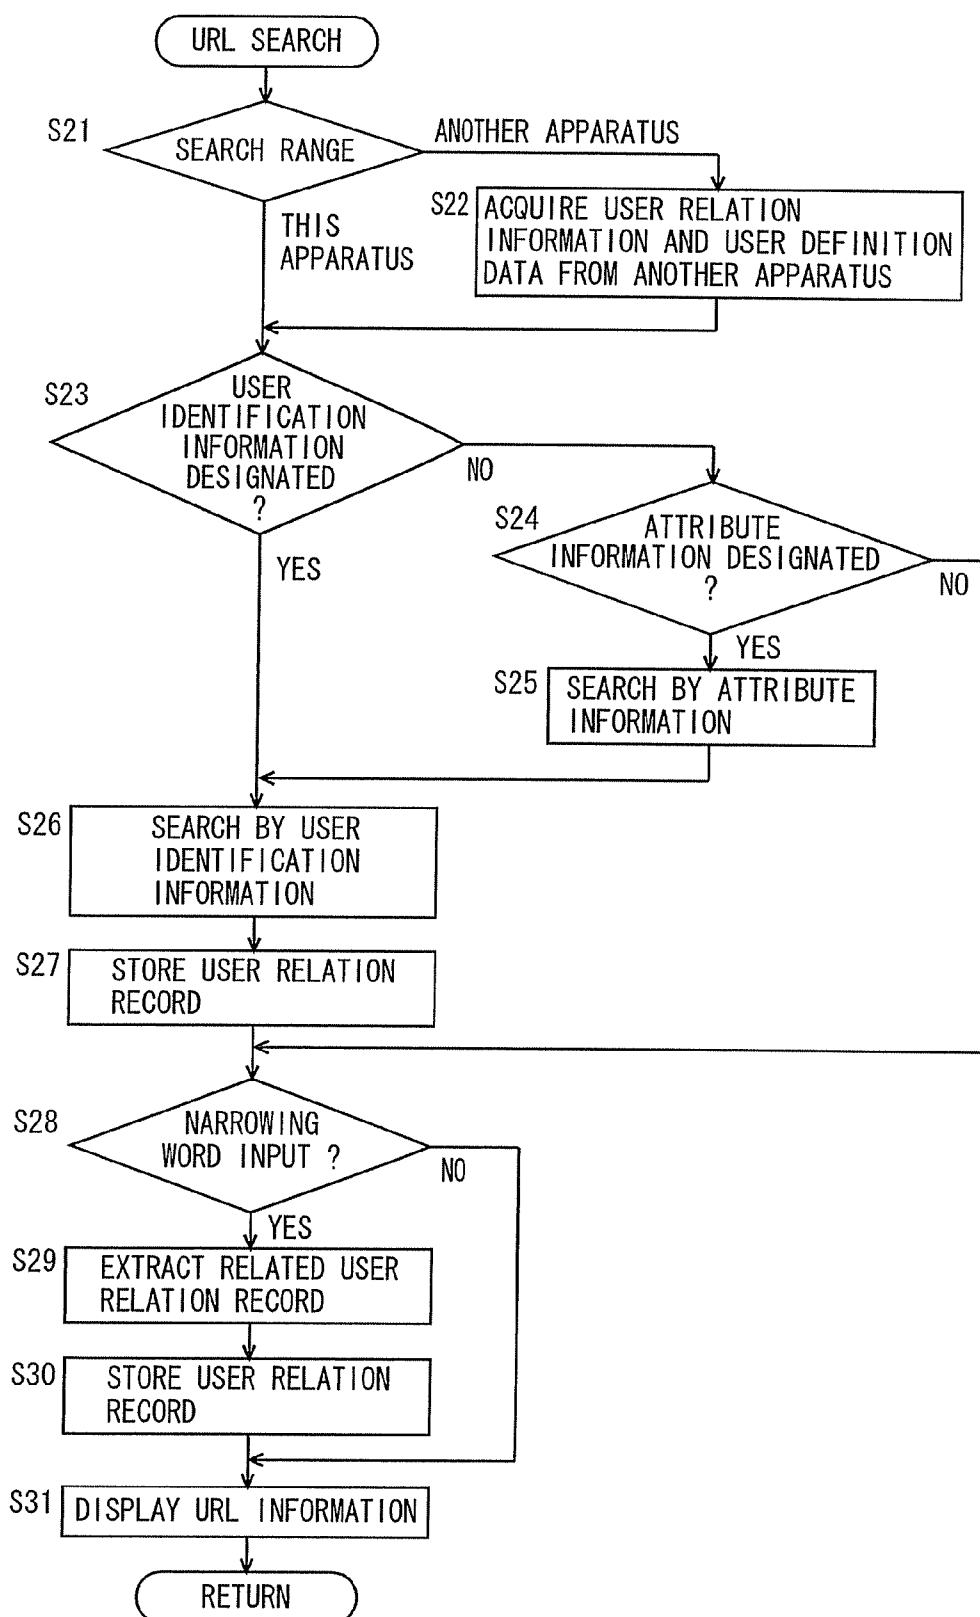 URL SEARCH
S21
SEARCH RANGE
ANOTHER APPARATUS
THIS
APPARATUS
S22
ACQUIRE USER RELATION
INFORMATION AND USER DEFINITION
DATA FROM ANOTHER APPARATUS
S23
USER
IDENTIFICATION
INFORMATION
DESIGNATED
?
NO
YES
S24
ATTRIBUTE
INFORMATION DESIGNATED
?
NO
YES
S25
SEARCH BY ATTRIBUTE
INFORMATION
S26
SEARCH BY USER
IDENTIFICATION
INFORMATION
S27
STORE USER RELATION
RECORD
S28
NARROWING
WORD INPUT ?
NO
YES
S29
EXTRACT RELATED USER
RELATION RECORD
S30
STORE USER RELATION
RECORD
S31
DISPLAY URL INFORMATION
RETURN